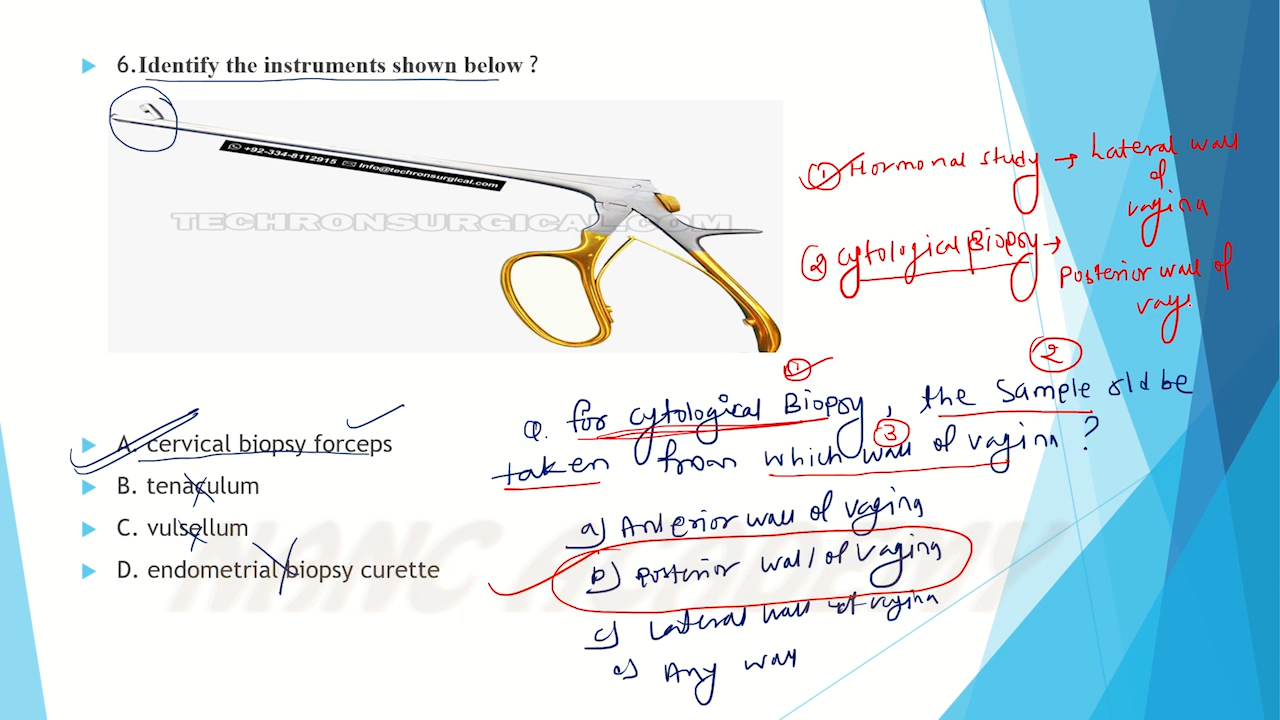 6.Identify the instruments shown below ?
+92-334-8112915 Info@techronsurgical.com
TECHRONSURGICAL.COM
① Hormonal study → Lateral wall
of
vagina
② Cytological Biopsy →
Posterior wall of
vagi
① ②
Q. for cytological Biopsy, the sample sld be
③
taken from which wall of vagina ?
A. cervical biopsy forceps
B. tenaculum
C. vulsellum
D. endometrial biopsy curette
a) Anterior wall of vagina
b) Posterior wall of vagina
c) Lateral wall of vagina
Any way
ACADEMY